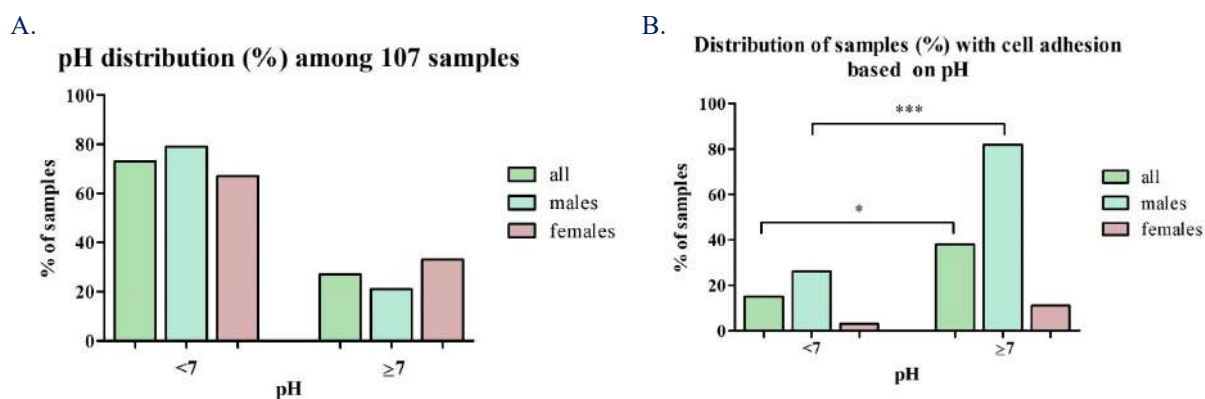 A.
pH distribution (%) among 107 samples
100
80
60
40
20
0
% of samples
<7
≥7
pH
all
males
females
B.
Distribution of samples (%) with cell adhesion
based on pH
100
80
60
40
20
0
% of samples
***
*
<7
≥7
pH
all
males
females